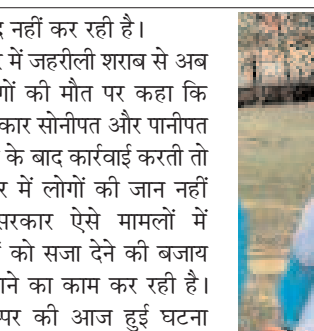 नहीं कर रही है।
में जहरीली शराब से अब
की मौत पर कहा कि
सोनीपत और पानीपत
के बाद कार्रवाई करती तो
में लोगों की जान नहीं
सरकार ऐसे मामलों में
को सजा देने की बजाय
का काम कर रही है।
की आज हुई घटना